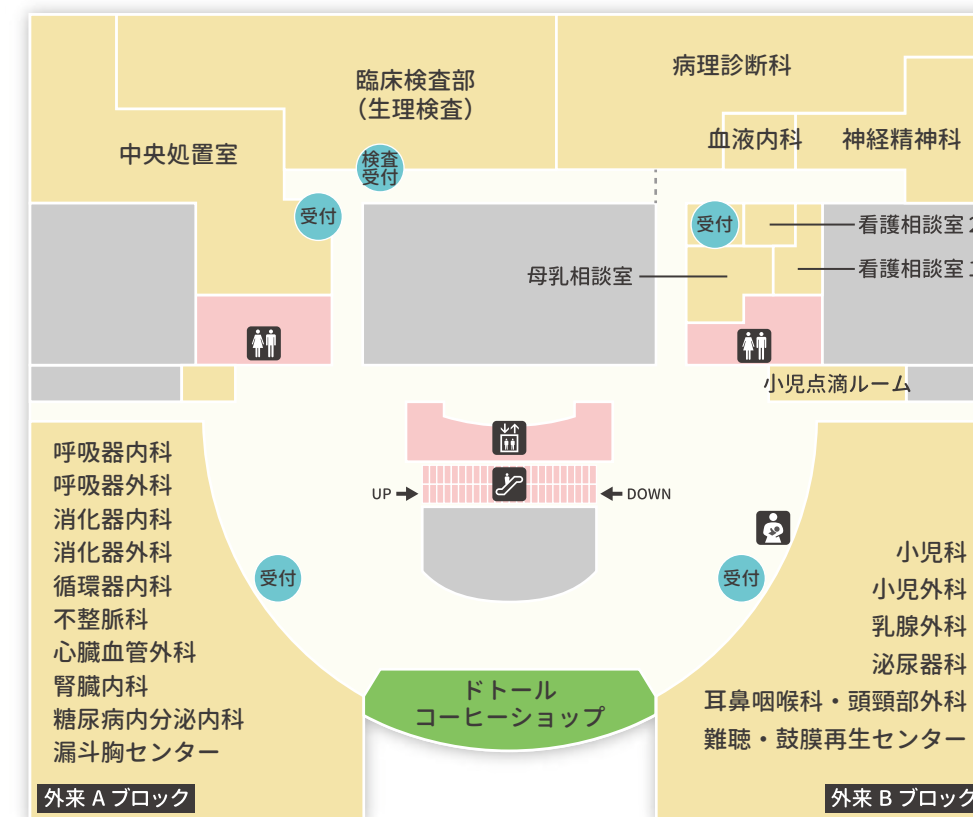 臨床検査部
（生理検査）
病理診断科
中央処置室
検査
受付
血液内科
神経精神科
受付
受付
看護相談室
母乳相談室
看護相談室
小児点滴ルーム
UP
DOWN
呼吸器内科
呼吸器外科
消化器内科
消化器外科
循環器内科
不整脈科
心臓血管外科
腎臓内科
糖尿病内分泌内科
漏斗胸センター
外来 A ブロック
受付
受付
小児科
小児外科
乳腺外科
泌尿器科
耳鼻咽喉科・頭頸部外科
難聴・鼓膜再生センター
外来 B ブロック
ドトール
コーヒーショップ